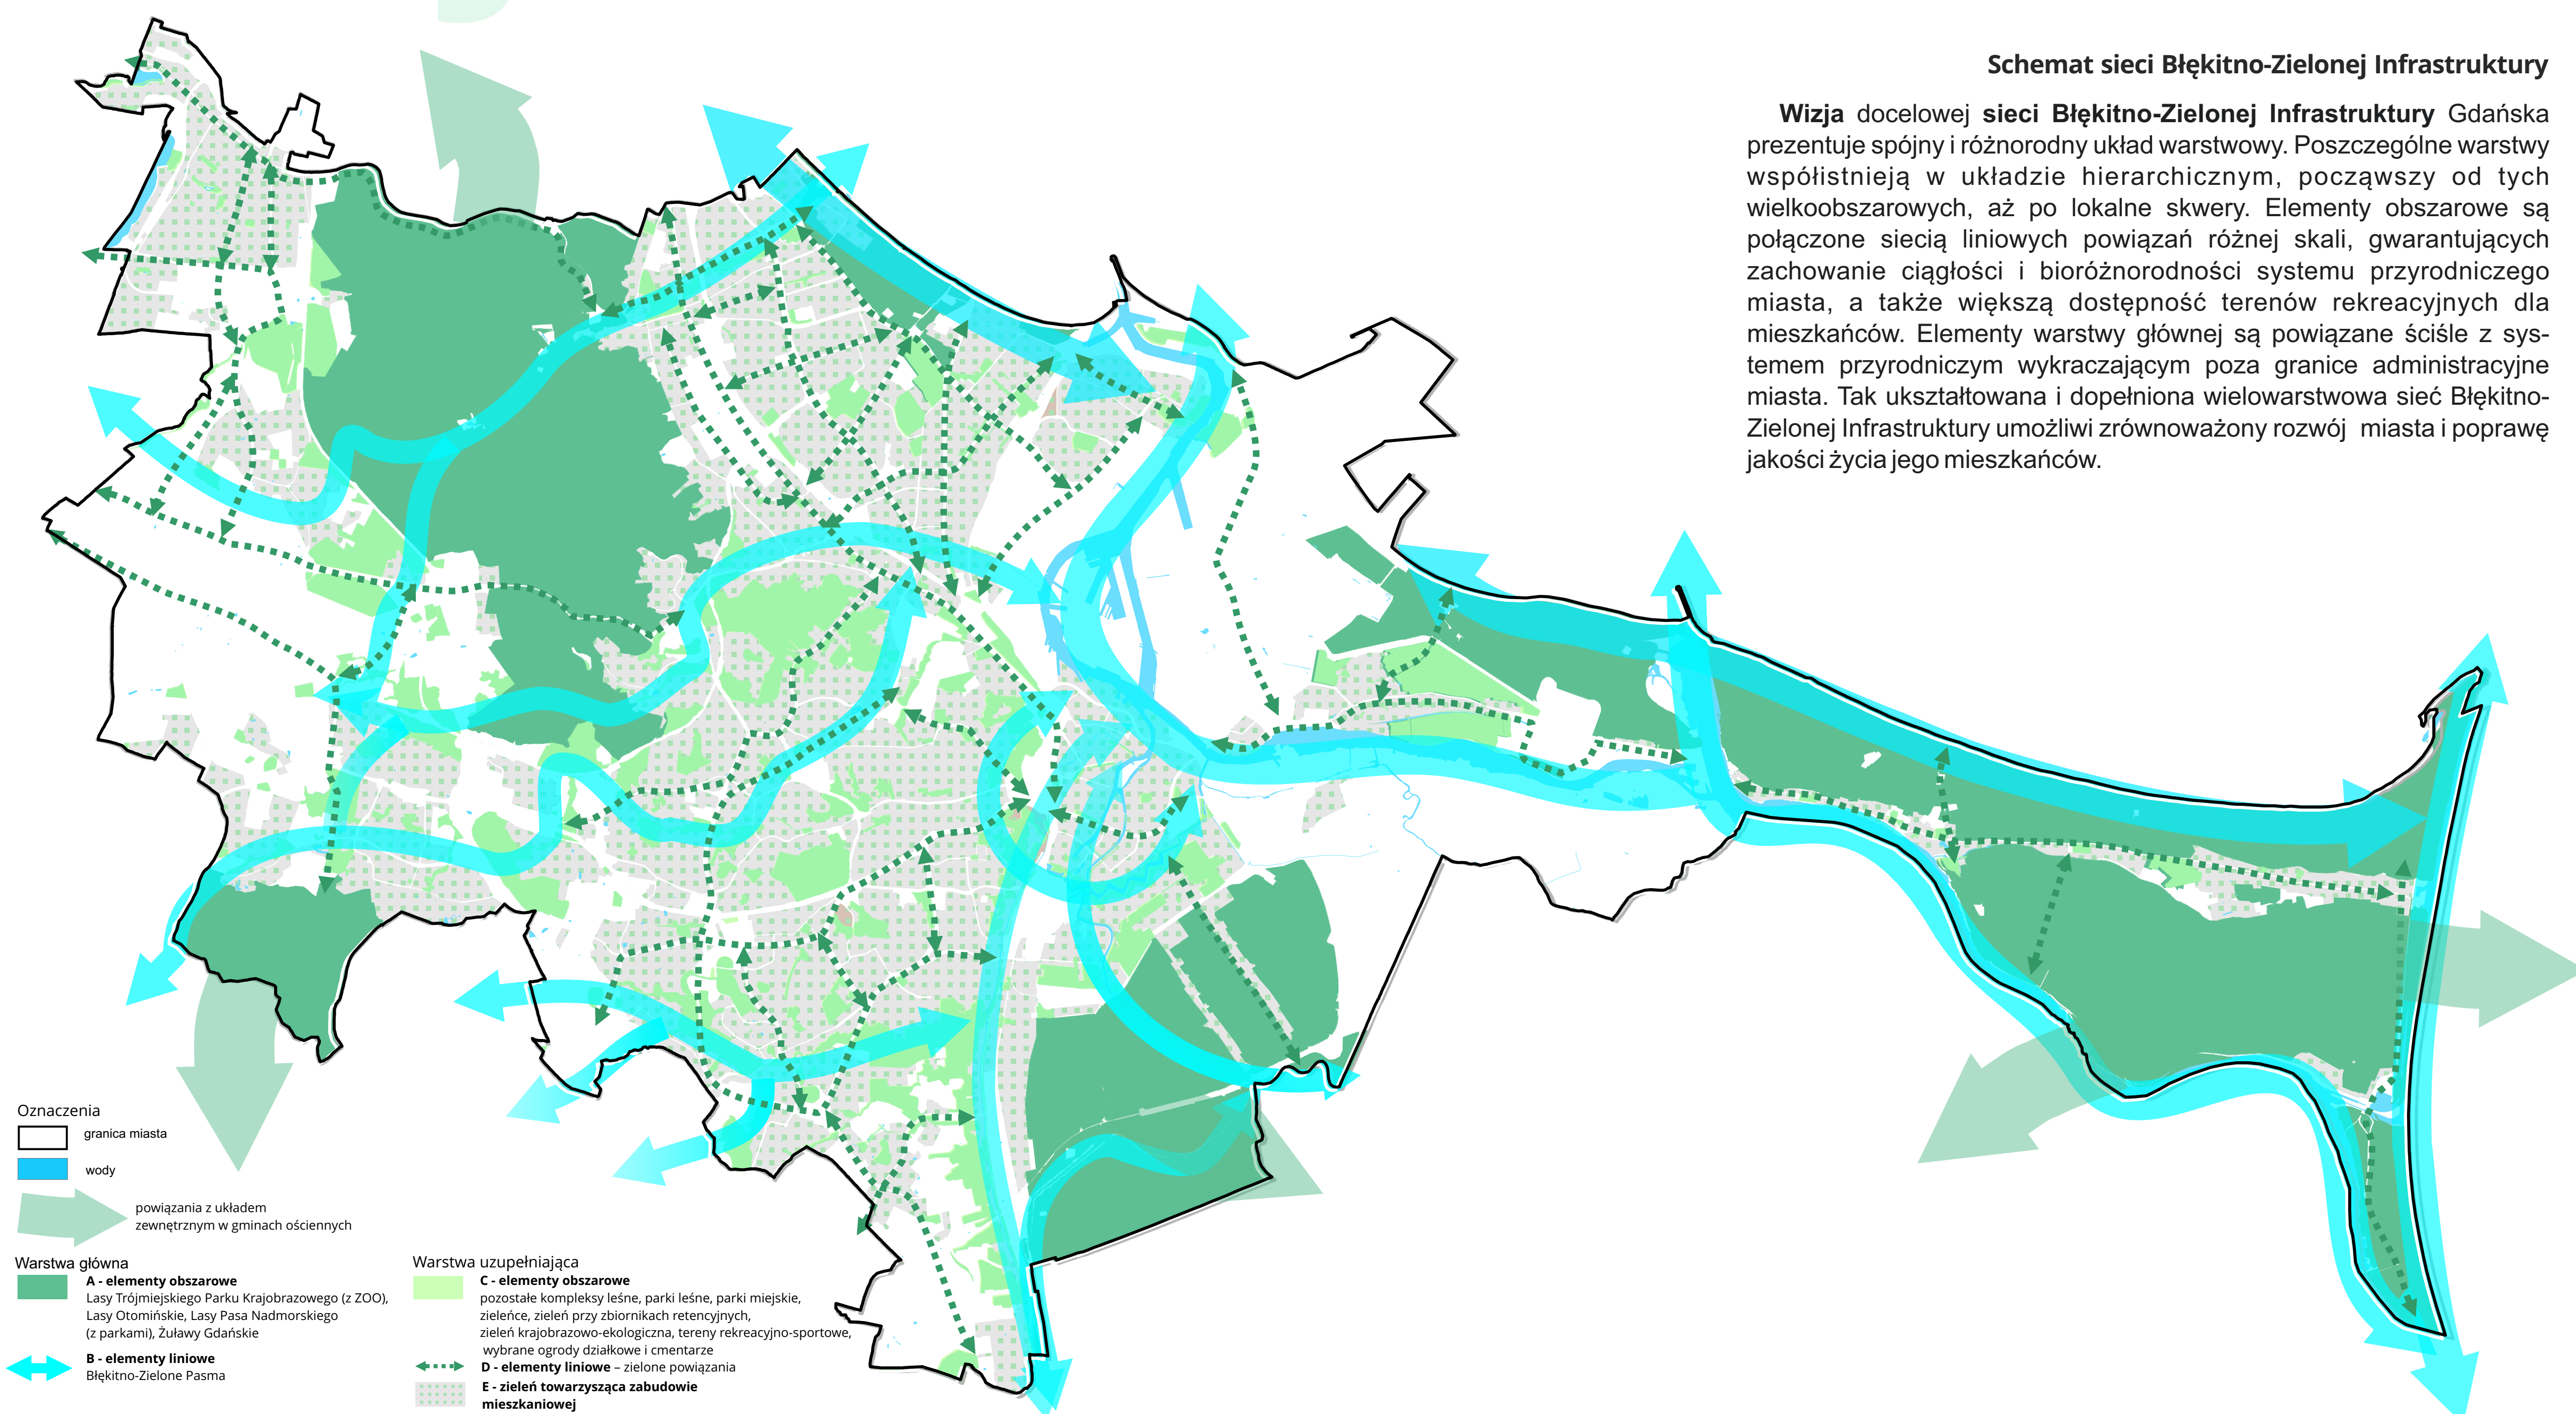 Schemat sieci Błękitno-Zielonej Infrastruktury
Wizja docelowej sieci Błękitno-Zielonej Infrastruktury Gdańska
prezentuje spójny i różnorodny układ warstwowy. Poszczególne warstwy
współistnieją w układzie hierarchicznym, począwszy od tych
wielkoobszarowych, aż po lokalne skwery. Elementy obszarowe są
połączone siecią liniowych powiązań różnej skali, gwarantujących
zachowanie ciągłości i bioróżnorodności systemu przyrodniczego
miasta, a także większą dostępność terenów rekreacyjnych dla
mieszkańców. Elementy warstwy głównej są powiązane ściśle z sys-
temem przyrodniczym wykraczającym poza granice administracyjne
miasta. Tak ukształtowana i dopełniona wielowarstwowa sieć Błękitno-
Zielonej Infrastruktury umożliwi zrównoważony rozwój miasta i poprawę
jakości życia jego mieszkańców.
Oznaczenia
granica miasta
wody
powiązania z układem
zewnętrznym w gminach ościennych
Warstwa główna
A - elementy obszarowe
Lasy Trójmiejskiego Parku Krajobrazowego (z ZOO),
Lasy Otomińskie, Lasy Pasa Nadmorskiego
(z parkami), Żuławy Gdańskie
B - elementy liniowe
Błękitno-Zielone Pasma
Warstwa uzupełniająca
C - elementy obszarowe
pozostałe kompleksy leśne, parki leśne, parki miejskie,
zieleńce, zieleń przy zbiornikach retencyjnych,
zieleń krajobrazowo-ekologiczna, tereny rekreacyjno-sportowe,
wybrane ogrody działkowe i cmentarze
D - elementy liniowe – zielone powiązania
E - zieleń towarzysząca zabudowie
mieszkaniowej